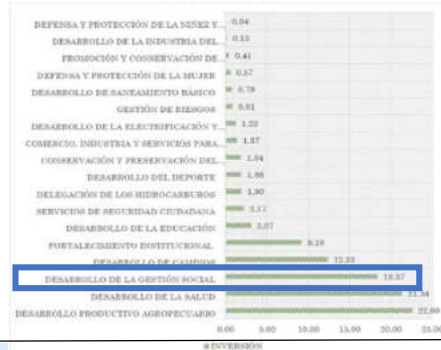 DEFENSA Y PROTECCIÓN DE LA NIÑEZ Y... 0.04
DESARROLLO DE LA INDUSTRIA DEL... 0.13
PROMOCIÓN Y CONSERVACIÓN DE... 0.41
DEFENSA Y PROTECCIÓN DE LA MUJER 0.57
DESARROLLO DE SANEAMIENTO BÁSICO 0.79
GESTIÓN DE RIESGOS 0.81
DESARROLLO DE LA ELECTRIFICACIÓN Y... 1.22
COMERCIO, INDUSTRIA Y SERVICIOS PARA... 1.37
CONSERVACIÓN Y PRESERVACIÓN DEL... 1.84
DESARROLLO DEL DEPORTE 1.88
DELEGACIÓN DE LOS HIDROCARBUROS 1.90
SERVICIOS DE SEGURIDAD CIUDADANA
DESARROLLO DE LA EDUCACIÓN
FORTALECIMIENTO INSTITUCIONAL
DESARROLLO DE CAMINOS
DESARROLLO DE LA GESTIÓN SOCIAL
DESARROLLO DE LA SALUD
DESARROLLO PRODUCTIVO AGROPECUARIO
0.00 5.00 10.00 15.00 20.00 25.00
INVERSIÓN